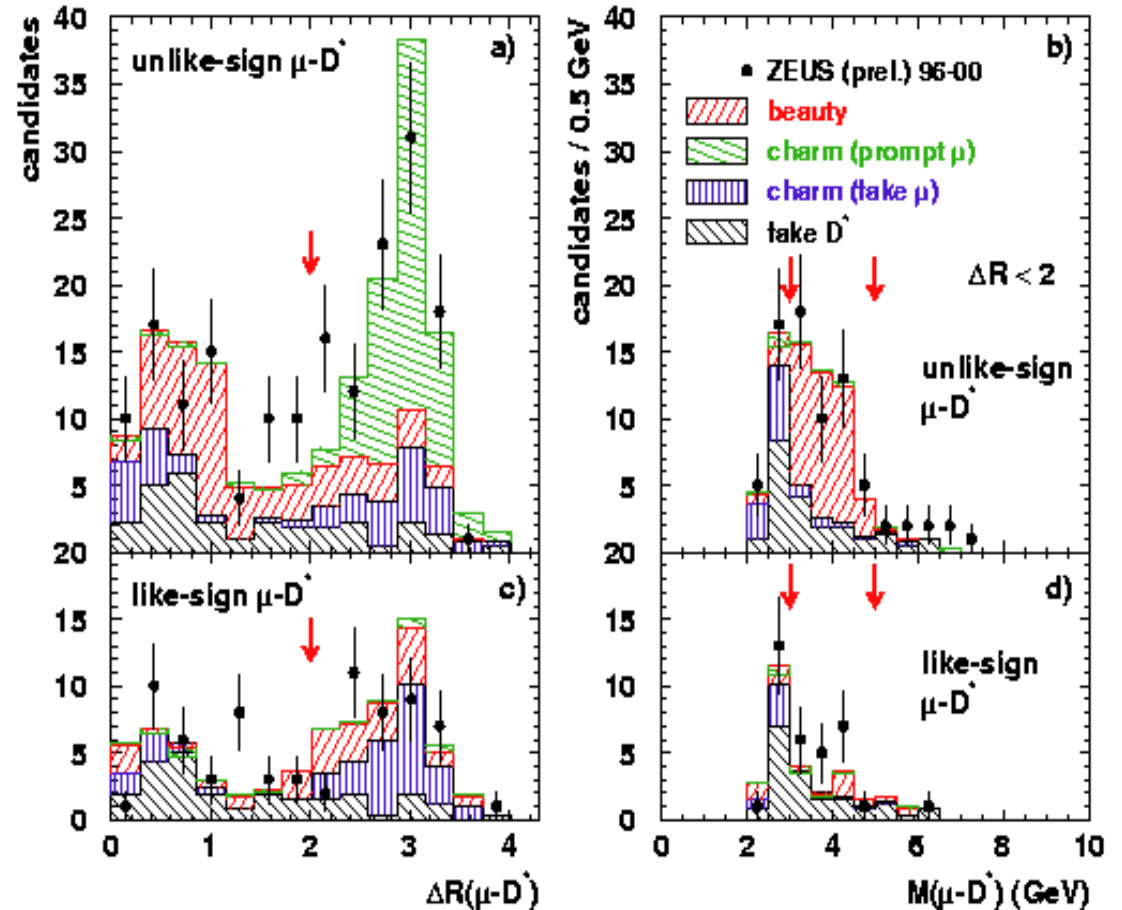 candidates
40
35
30
25
20
15
10
5
20
a)
unlike-sign μ-D*
candidates / 0.5 GeV
b)
ZEUS (prel.) 96-00
beauty
charm (prompt μ)
charm (fake μ)
fake D*
ΔR < 2
unlike-sign
μ-D*
15
10
5
0
c)
like-sign μ-D*
0 1 2 3 4
ΔR(μ-D*)
40
35
30
25
20
15
10
5
20
15
10
5
0
d)
like-sign
μ-D*
0 2 4 6 8 10
M(μ-D*) (GeV)